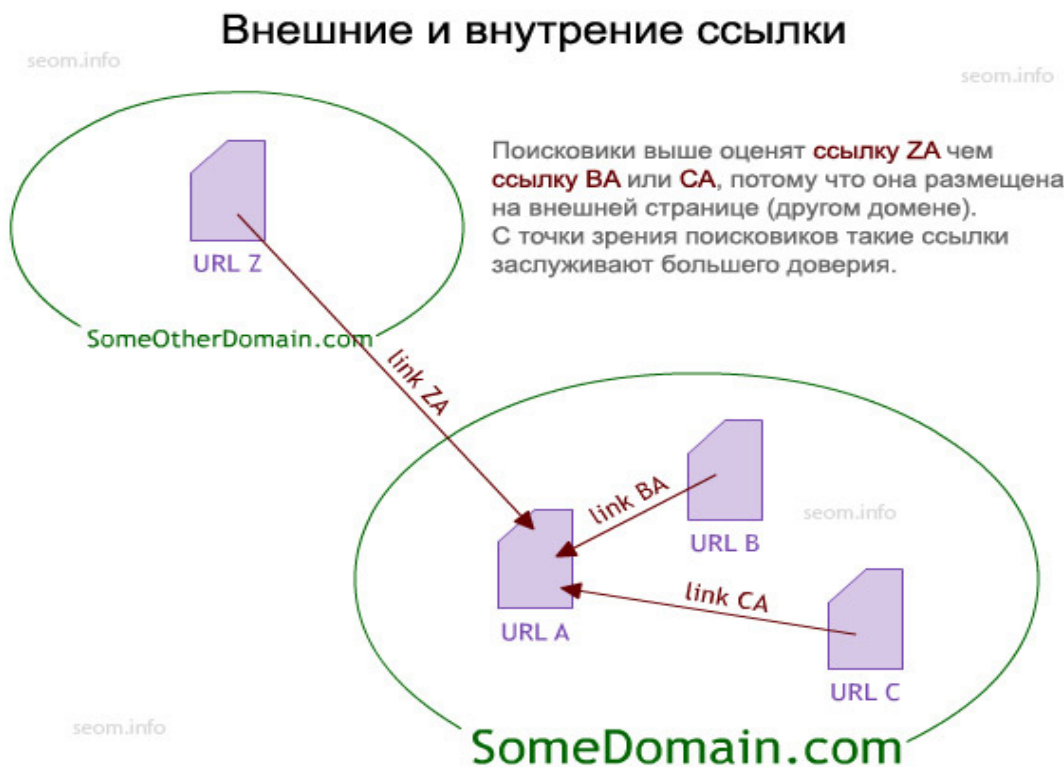 Внешние и внутрение ссылки
seom.info
seom.info
Поисковики выше оценят ссылку ZA чем
ссылку BA или CA, потому что она размещена
на внешней странице (другом домене).
С точки зрения поисковиков такие ссылки
заслуживают большего доверия.
URL Z
SomeOtherDomain.com
link ZA
link BA
seom.info
URL B
link CA
URL A
URL C
seom.info
SomeDomain.com